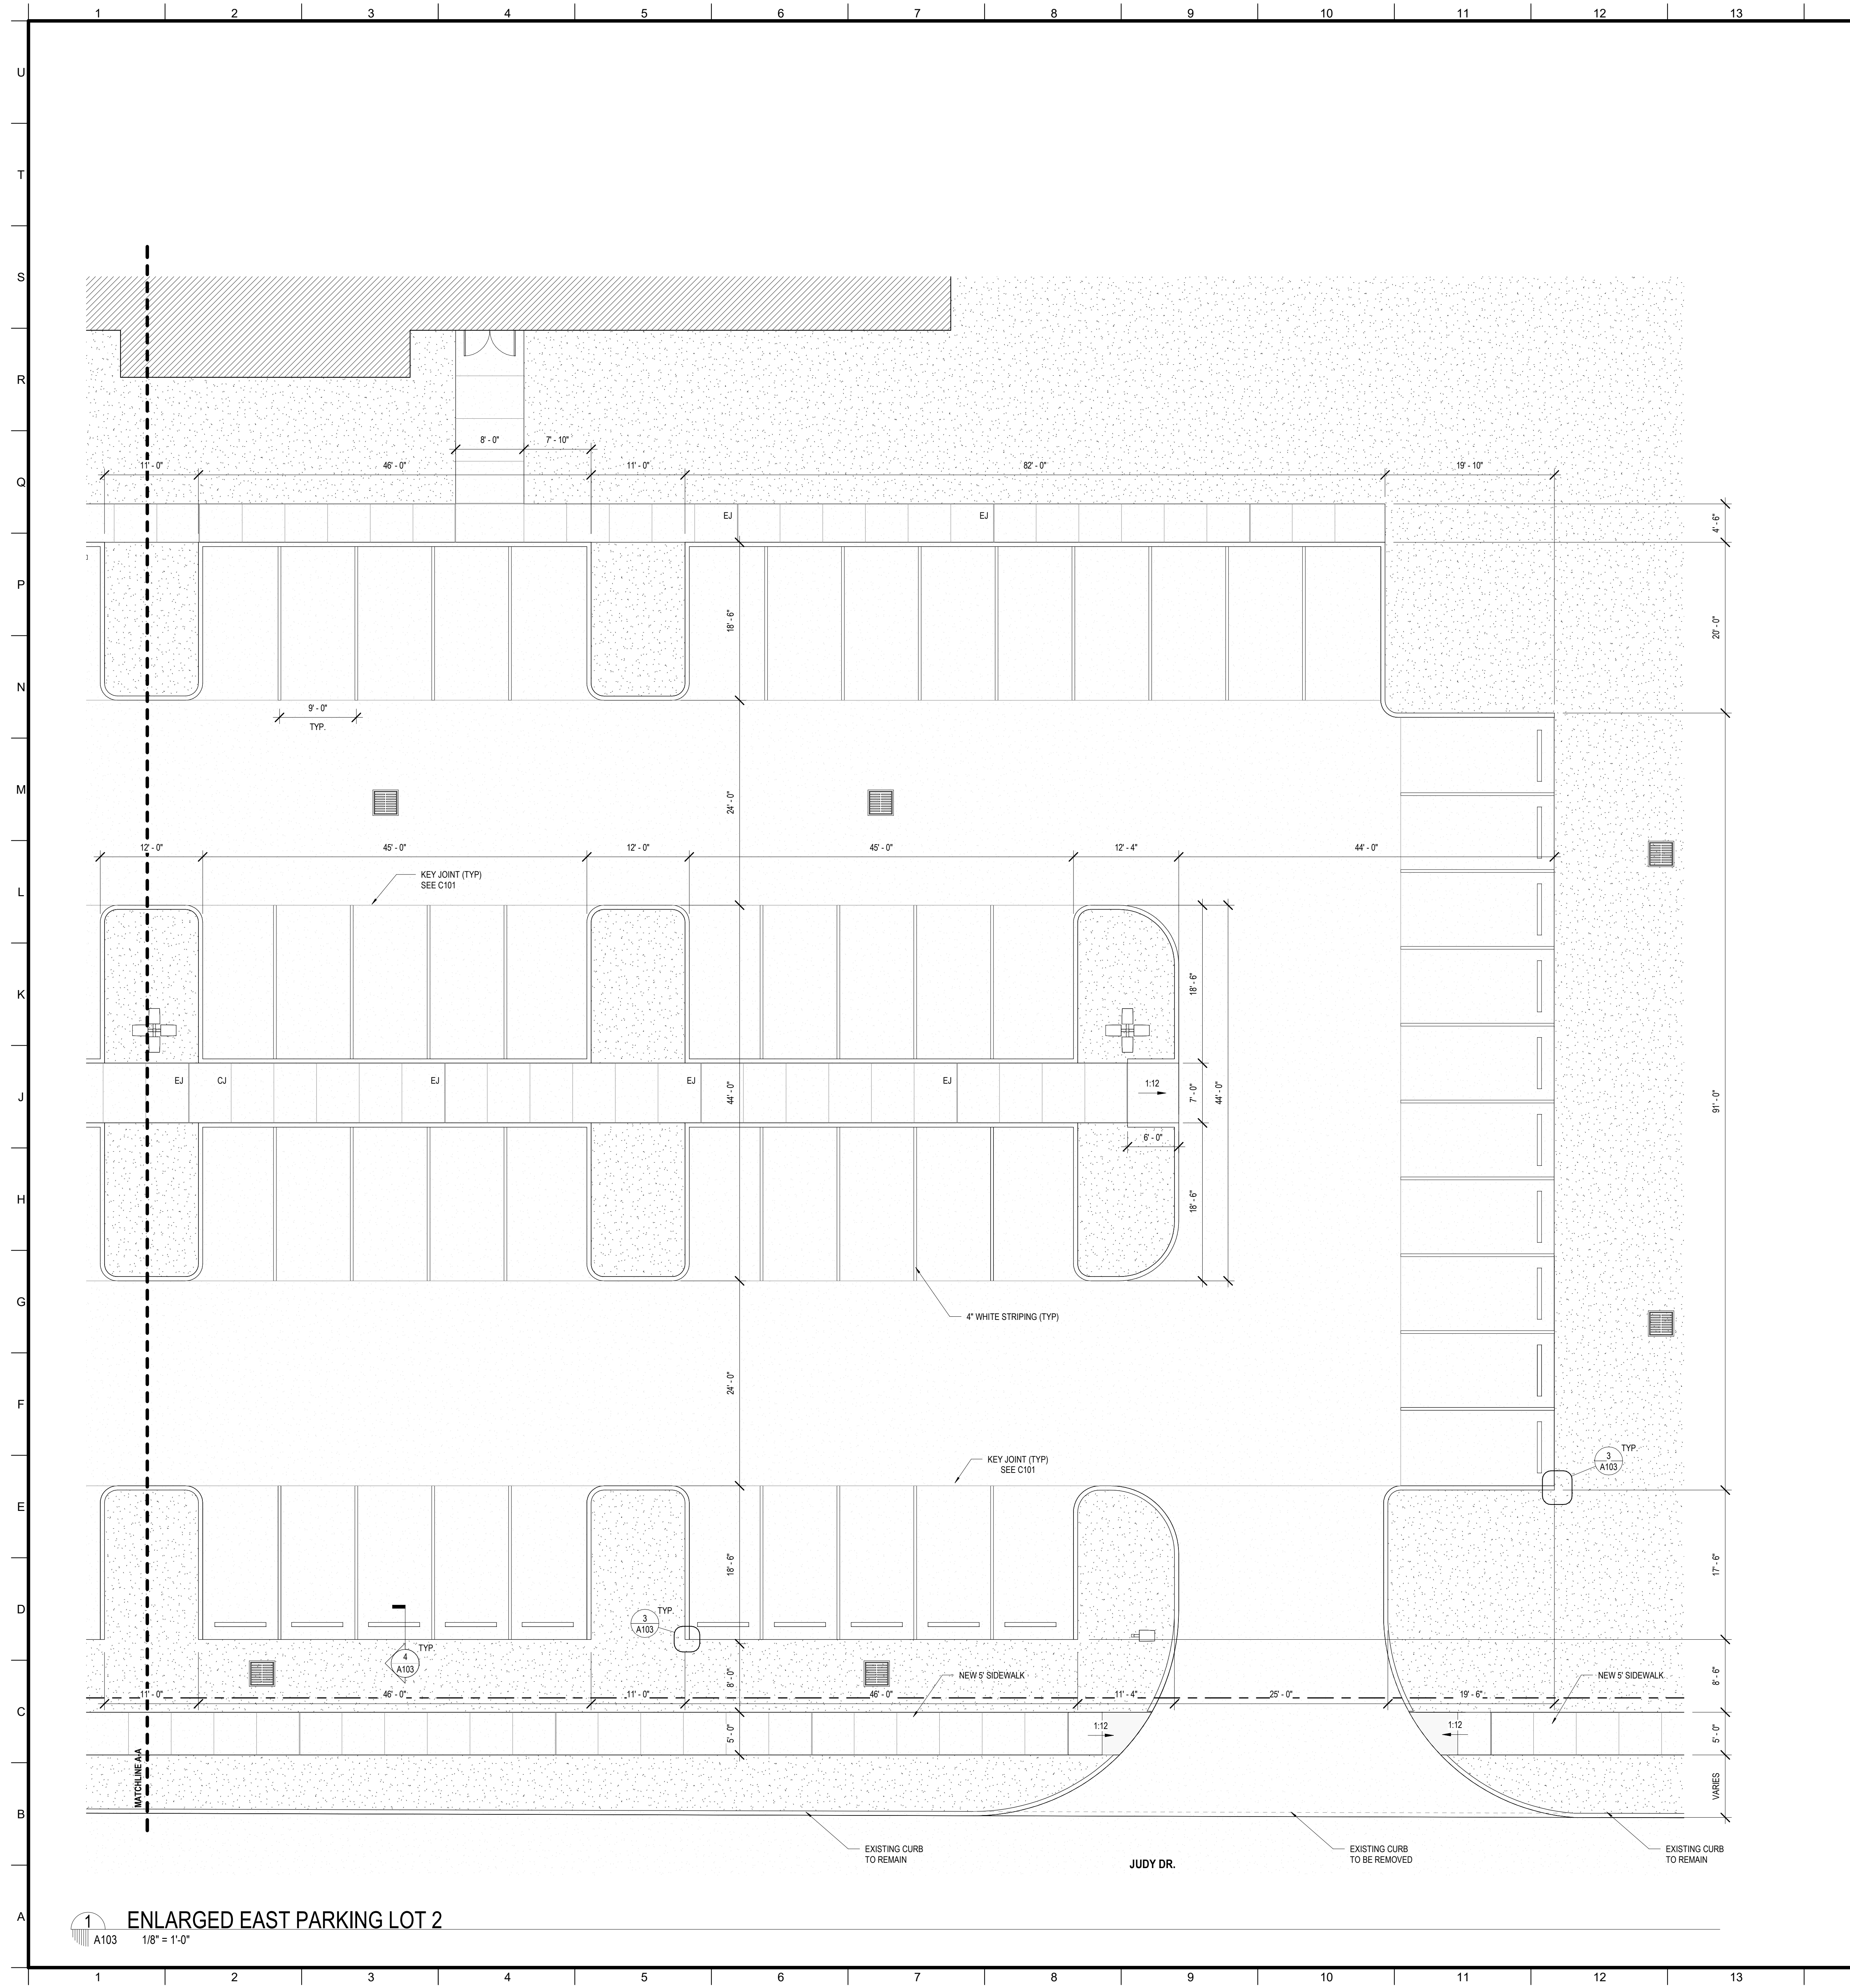 1 2 3 4 5 6 7 8 9 10 11 12 13
U
T
S
R
8' - 0" 7' - 10"
11' - 0" 46' - 0" 11' - 0" 82' - 0" 19' - 10"
Q
EJ EJ
4' - 6"
P
18' - 6"
20' - 0"
N
9' - 0"
TYP.
M
24' - 0"
12' - 0" 45' - 0" 12' - 0" 45' - 0" 12' - 4" 44' - 0"
KEY JOINT (TYP)
SEE C101
L
18' - 6"
K
EJ CJ EJ EJ EJ
1:12
J
44' - 0"
7' - 0"
44' - 0"
91' - 0"
6' - 0"
H
18' - 6"
G
4" WHITE STRIPING (TYP)
F
24' - 0"
KEY JOINT (TYP)
SEE C101
3
A103
TYP.
E
18' - 6"
17' - 6"
D
3
A103
TYP.
4
A103
TYP.
8' - 0"
NEW 5' SIDEWALK
NEW 5' SIDEWALK
8' - 6"
11' - 0" 46' - 0" 11' - 0" 46' - 0" 11' - 4" 25' - 0" 19' - 6"
C
5' - 0"
1:12
1:12
5' - 0"
MATCHLINE A-A
VARIES
B
EXISTING CURB
TO REMAIN
EXISTING CURB
TO BE REMOVED
EXISTING CURB
TO REMAIN
JUDY DR.
A
1
A103
ENLARGED EAST PARKING LOT 2
1/8" = 1'-0"
1 2 3 4 5 6 7 8 9 10 11 12 13